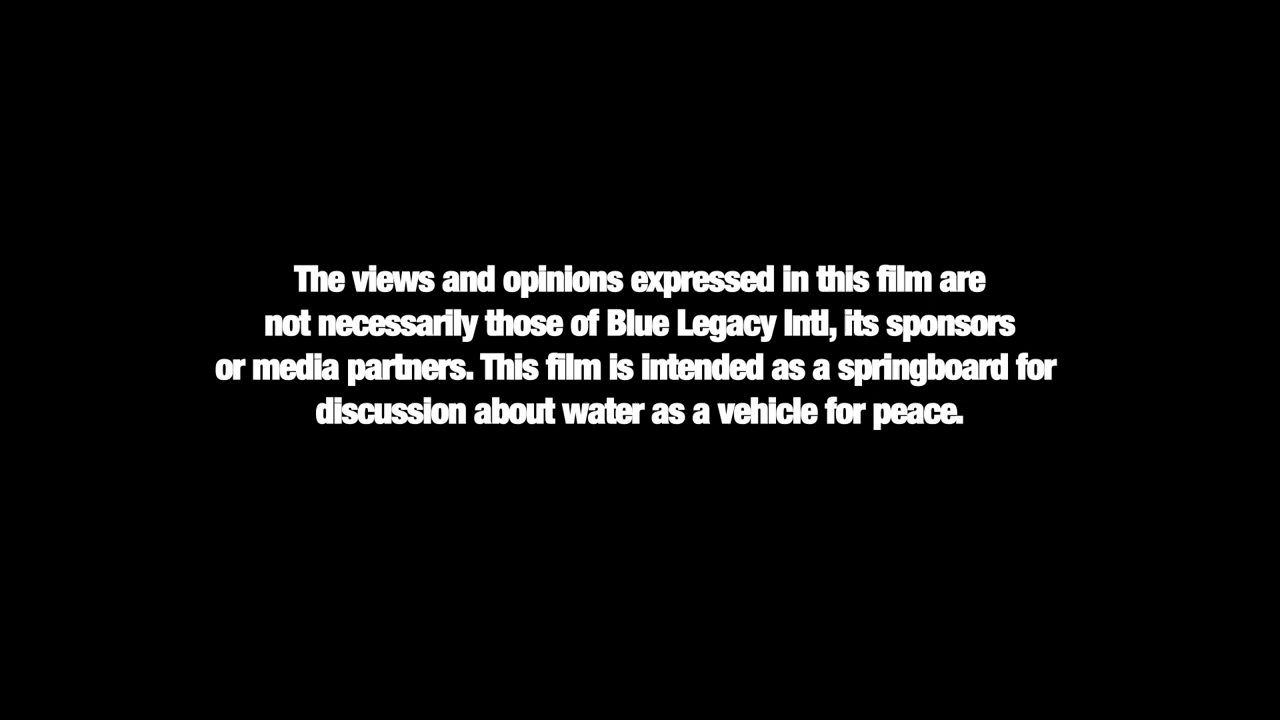 The views and opinions expressed in this film are
not necessarily those of Blue Legacy Intl, its sponsors
or media partners. This film is intended as a springboard for
discussion about water as a vehicle for peace.